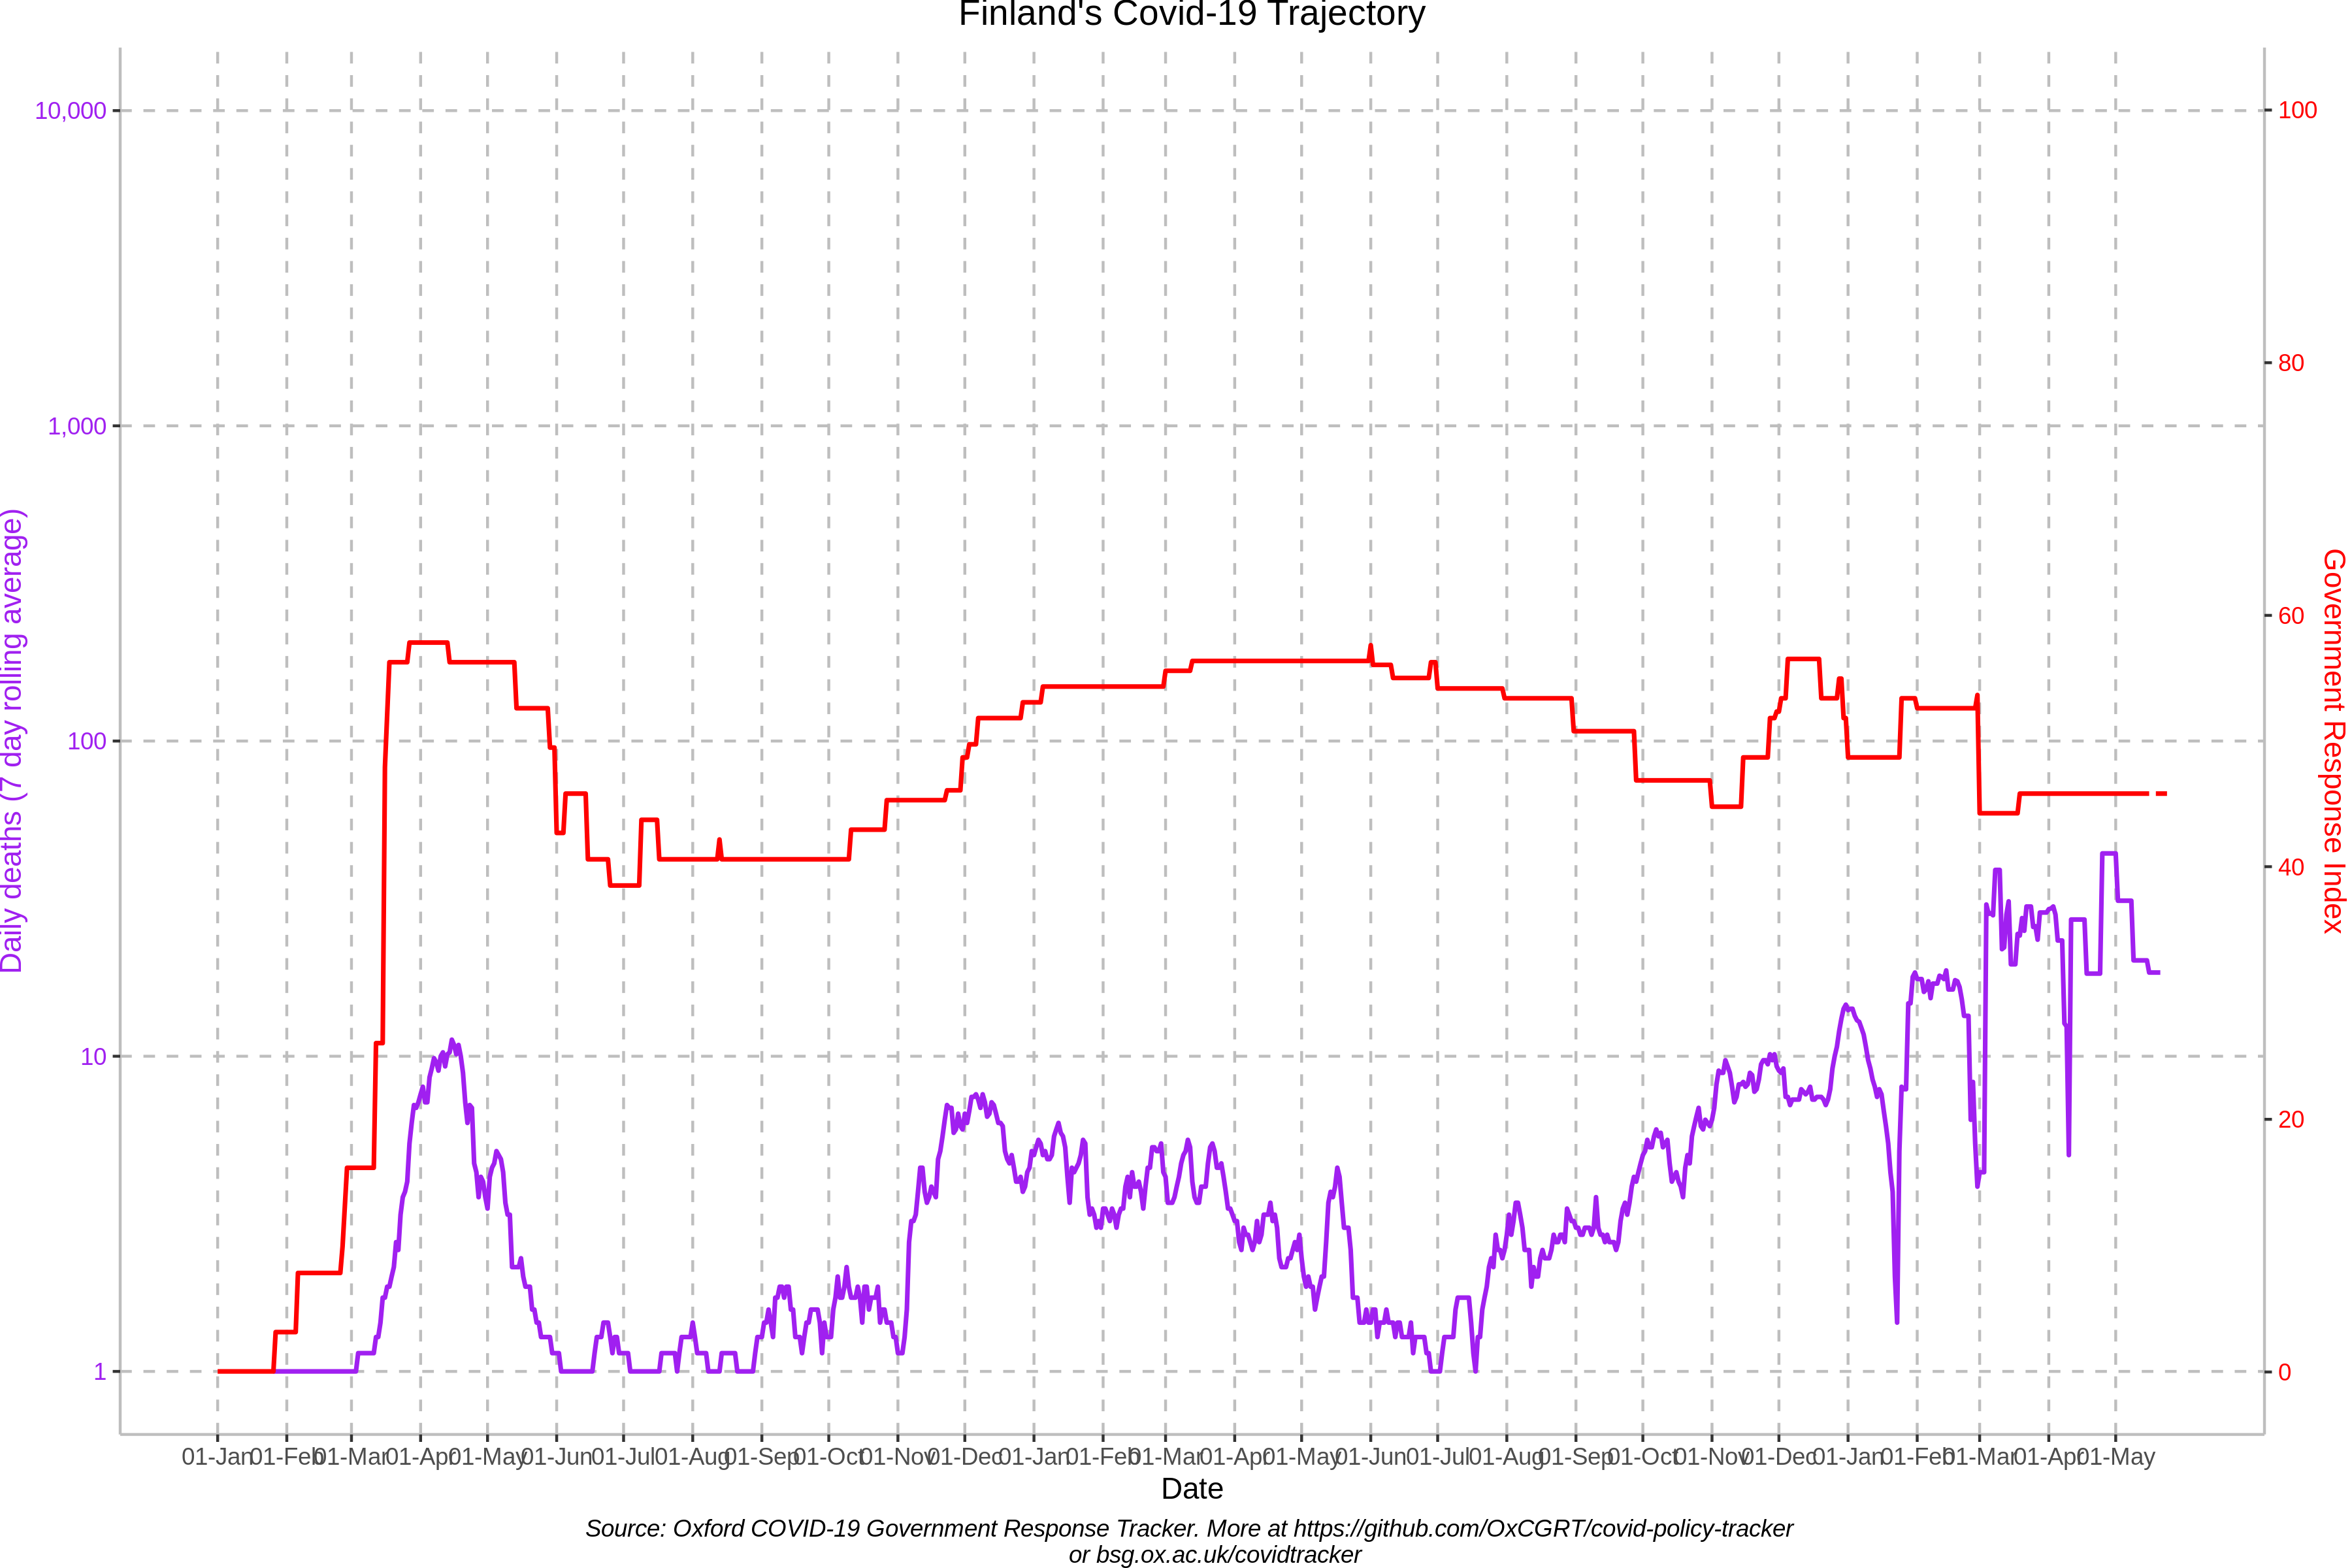 Finland's Covid-19 Trajectory
10,000
1,000
100
10
1
Daily deaths (7 day rolling average)
100
80
60
40
20
0
Government Response Index
01-Jan 01-Feb 01-Mar 01-Apr 01-May 01-Jun 01-Jul 01-Aug 01-Sep 01-Oct 01-Nov 01-Dec 01-Jan 01-Feb 01-Mar 01-Apr 01-May 01-Jun 01-Jul 01-Aug 01-Sep 01-Oct 01-Nov 01-Dec 01-Jan 01-Feb 01-Mar 01-Apr 01-May
Date
Source: Oxford COVID-19 Government Response Tracker. More at https://github.com/OxCGRT/covid-policy-tracker
or bsg.ox.ac.uk/covidtracker